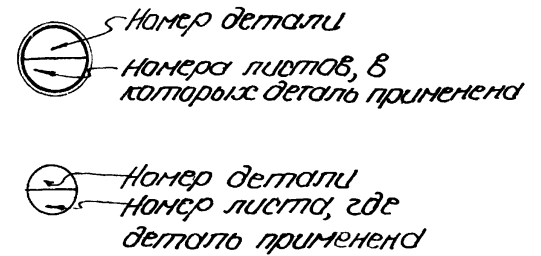 Номер детали
Номера листов, в
которых деталь применена
Номер детали
Номер листа, где
деталь применена